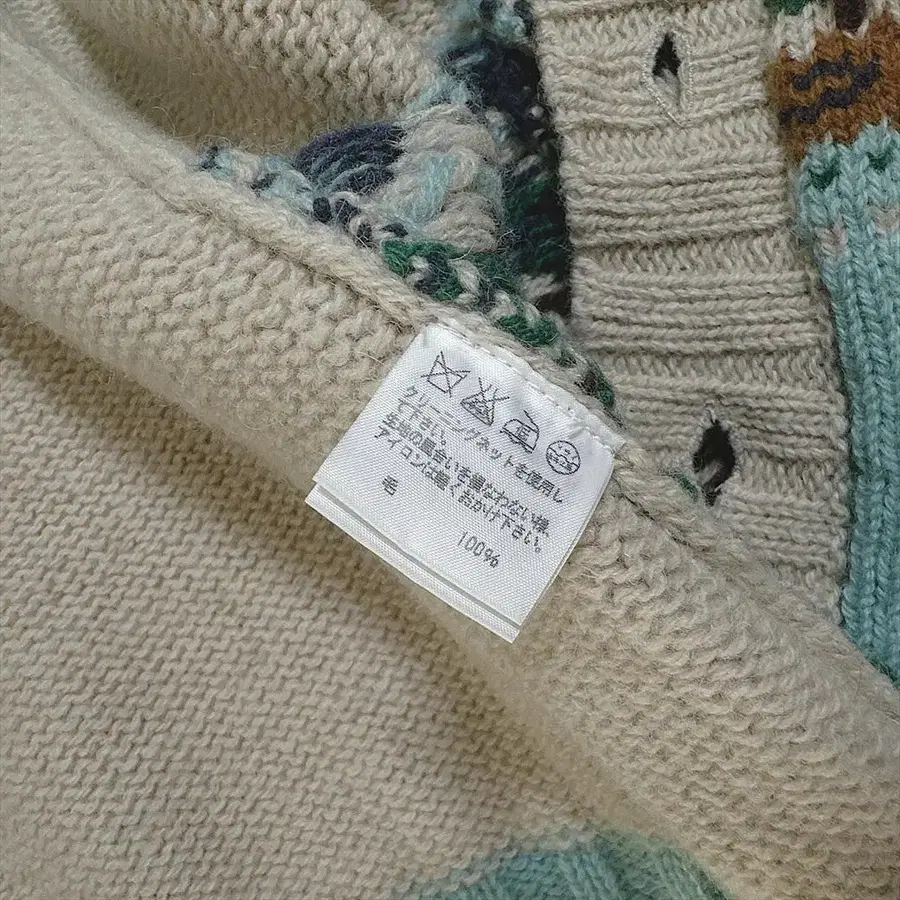 クリーニングネットを使用し
て下さい。
生地の風合いを損なわない様、
アイロンは軽くおかけ下さい。
毛 100%